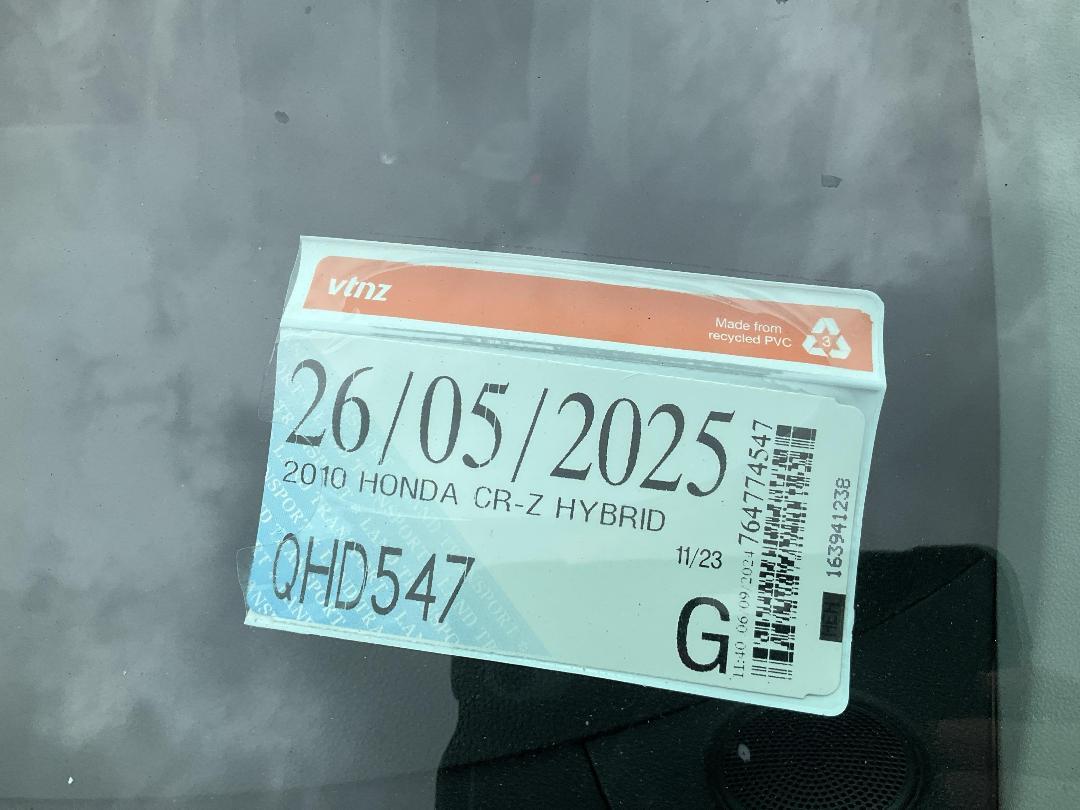 vtnz
Made from
recycled PVC
3
26/05/2025
2010 HONDA CR-Z HYBRID
QHD547
11/23
G
11:40 06/09/2024 7647774547
163941238